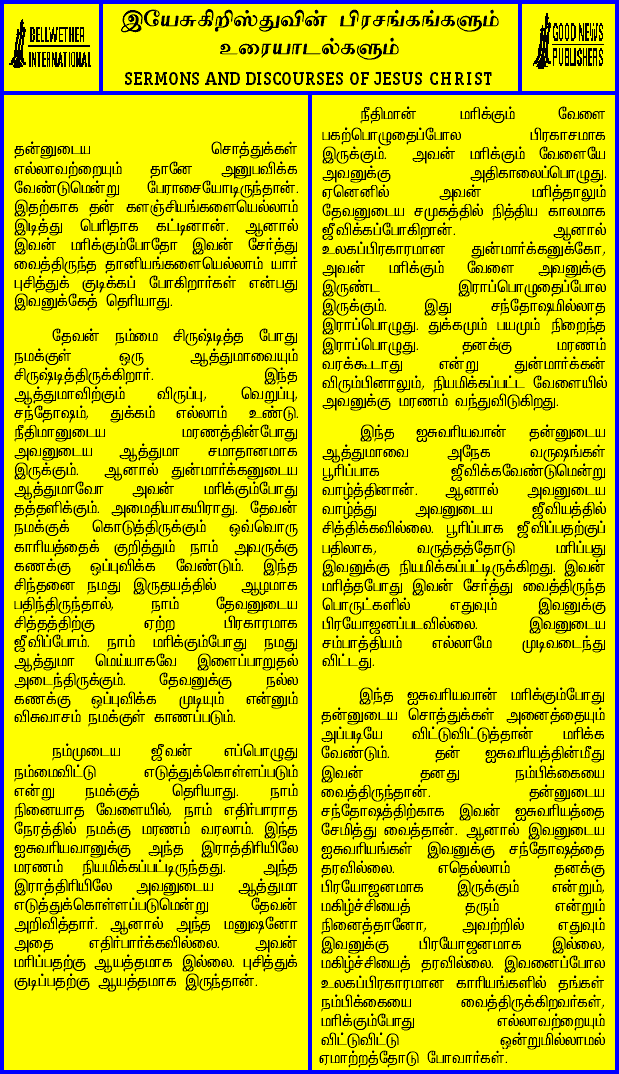 BELLWETHER
INTERNATIONAL
இயேசுகிறிஸ்துவின் பிரசங்கங்களும்
உரையாடல்களும்
SERMONS AND DISCOURSES OF JESUS CHRIST
GOOD NEWS
PUBLISHERS
தன்னுடைய சொத்துக்கள்
எல்லாவற்றையும் தானே அனுபவிக்க
வேண்டுமென்று பேராசையோடிருந்தான்.
இதற்காக தன் களஞ்சியங்களையெல்லாம்
இடித்து பெரிதாக கட்டினான். ஆனால்
இவன் மரிக்கும்போதோ இவன் சேர்த்து
வைத்திருந்த தானியங்களையெல்லாம் யார்
புசித்துக் குடிக்கப் போகிறார்கள் என்பது
இவனுக்கேத் தெரியாது.
தேவன் நம்மை சிருஷ்டித்த போது
நமக்குள் ஒரு ஆத்துமாவையும்
சிருஷ்டித்திருக்கிறார். இந்த
ஆத்துமாவிற்கும் விருப்பு, வெறுப்பு,
சந்தோஷம், துக்கம் எல்லாம் உண்டு.
நீதிமானுடைய மரணத்தின்போது
அவனுடைய ஆத்துமா சமாதானமாக
இருக்கும். ஆனால் துன்மார்க்கனுடைய
ஆத்துமாவோ அவன் மரிக்கும்போது
தத்தளிக்கும். அமைதியாகயிராது. தேவன்
நமக்குக் கொடுத்திருக்கும் ஒவ்வொரு
காரியத்தைக் குறித்தும் நாம் அவருக்கு
கணக்கு ஒப்புவிக்க வேண்டும். இந்த
சிந்தனை நமது இருதயத்தில் ஆழமாக
பதிந்திருந்தால், நாம் தேவனுடைய
சித்தத்திற்கு ஏற்ற பிரகாரமாக
ஜீவிப்போம். நாம் மரிக்கும்போது நமது
ஆத்துமா மெய்யாகவே இளைப்பாறுதல்
அடைந்திருக்கும். தேவனுக்கு நல்ல
கணக்கு ஒப்புவிக்க முடியும் என்னும்
விசுவாசம் நமக்குள் காணப்படும்.
நம்முடைய ஜீவன் எப்பொழுது
நம்மைவிட்டு எடுத்துக்கொள்ளப்படும்
என்று நமக்குத் தெரியாது. நாம்
நினையாத வேளையில், நாம் எதிர்பாராத
நேரத்தில் நமக்கு மரணம் வரலாம். இந்த
ஐசுவரியவானுக்கு அந்த இராத்திரியிலே
மரணம் நியமிக்கப்பட்டிருந்தது. அந்த
இராத்திரியிலே அவனுடைய ஆத்துமா
எடுத்துக்கொள்ளப்படுமென்று தேவன்
அறிவித்தார். ஆனால் அந்த மனுஷனோ
அதை எதிர்பார்க்கவில்லை. அவன்
மரிப்பதற்கு ஆயத்தமாக இல்லை. புசித்துக்
குடிப்பதற்கு ஆயத்தமாக இருந்தான்.
நீதிமான் மரிக்கும் வேளை
பகற்பொழுதைப்போல பிரகாசமாக
இருக்கும். அவன் மரிக்கும் வேளையே
அவனுக்கு அதிகாலைப்பொழுது.
ஏனெனில் அவன் மரித்தாலும்
தேவனுடைய சமுகத்தில் நித்திய காலமாக
ஜீவிக்கப்போகிறான். ஆனால்
உலகப்பிரகாரமான துன்மார்க்கனுக்கோ,
அவன் மரிக்கும் வேளை அவனுக்கு
இருண்ட இராப்பொழுதைப்போல
இருக்கும். இது சந்தோஷமில்லாத
இராப்பொழுது. துக்கமும் பயமும் நிறைந்த
இராப்பொழுது. தனக்கு மரணம்
வரக்கூடாது என்று துன்மார்க்கன்
விரும்பினாலும், நியமிக்கப்பட்ட வேளையில்
அவனுக்கு மரணம் வந்துவிடுகிறது.
இந்த ஐசுவரியவான் தன்னுடைய
ஆத்துமாவை அநேக வருஷங்கள்
பூரிப்பாக ஜீவிக்கவேண்டுமென்று
வாழ்த்தினான். ஆனால் அவனுடைய
வாழ்த்து அவனுடைய ஜீவியத்தில்
சித்திக்கவில்லை. பூரிப்பாக ஜீவிப்பதற்குப்
பதிலாக, வருத்தத்தோடு மரிப்பது
இவனுக்கு நியமிக்கப்பட்டிருக்கிறது. இவன்
மரித்தபோது இவன் சேர்த்து வைத்திருந்த
பொருட்களில் எதுவும் இவனுக்கு
பிரயோஜனப்படவில்லை. இவனுடைய
சம்பாத்தியம் எல்லாமே முடிவடைந்து
விட்டது.
இந்த ஐசுவரியவான் மரிக்கும்போது
தன்னுடைய சொத்துக்கள் அனைத்தையும்
அப்படியே விட்டுவிட்டுத்தான் மரிக்க
வேண்டும். தன் ஐசுவரியத்தின்மீது
இவன் தனது நம்பிக்கையை
வைத்திருந்தான். தன்னுடைய
சந்தோஷத்திற்காக இவன் ஐசுவரியத்தை
சேமித்து வைத்தான். ஆனால் இவனுடைய
ஐசுவரியங்கள் இவனுக்கு சந்தோஷத்தை
தரவில்லை. எதெல்லாம் தனக்கு
பிரயோஜனமாக இருக்கும் என்றும்,
மகிழ்ச்சியைத் தரும் என்றும்
நினைத்தானோ, அவற்றில் எதுவும்
இவனுக்கு பிரயோஜனமாக இல்லை,
மகிழ்ச்சியைத் தரவில்லை. இவனைப்போல
உலகப்பிரகாரமான காரியங்களில் தங்கள்
நம்பிக்கையை வைத்திருக்கிறவர்கள்,
மரிக்கும்போது எல்லாவற்றையும்
விட்டுவிட்டு ஒன்றுமில்லாமல்
ஏமாற்றத்தோடு போவார்கள்.